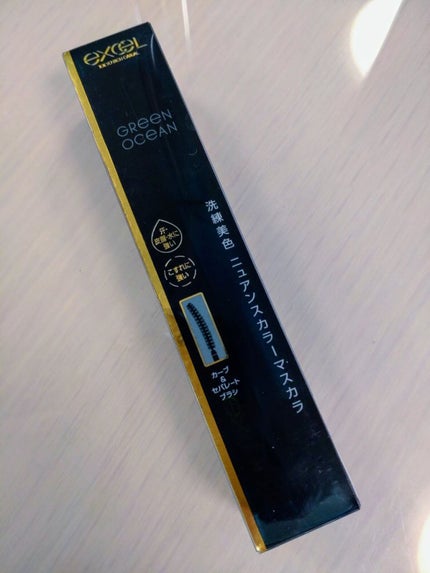 excel
TOKYO RICH CASUAL
GREEN
OCEAN
洗練美色 ニュアンスカラーマスカラ
汗・
皮脂・水に
強い
こすれに
強い
カーブ
&
セパレート
ブラシ